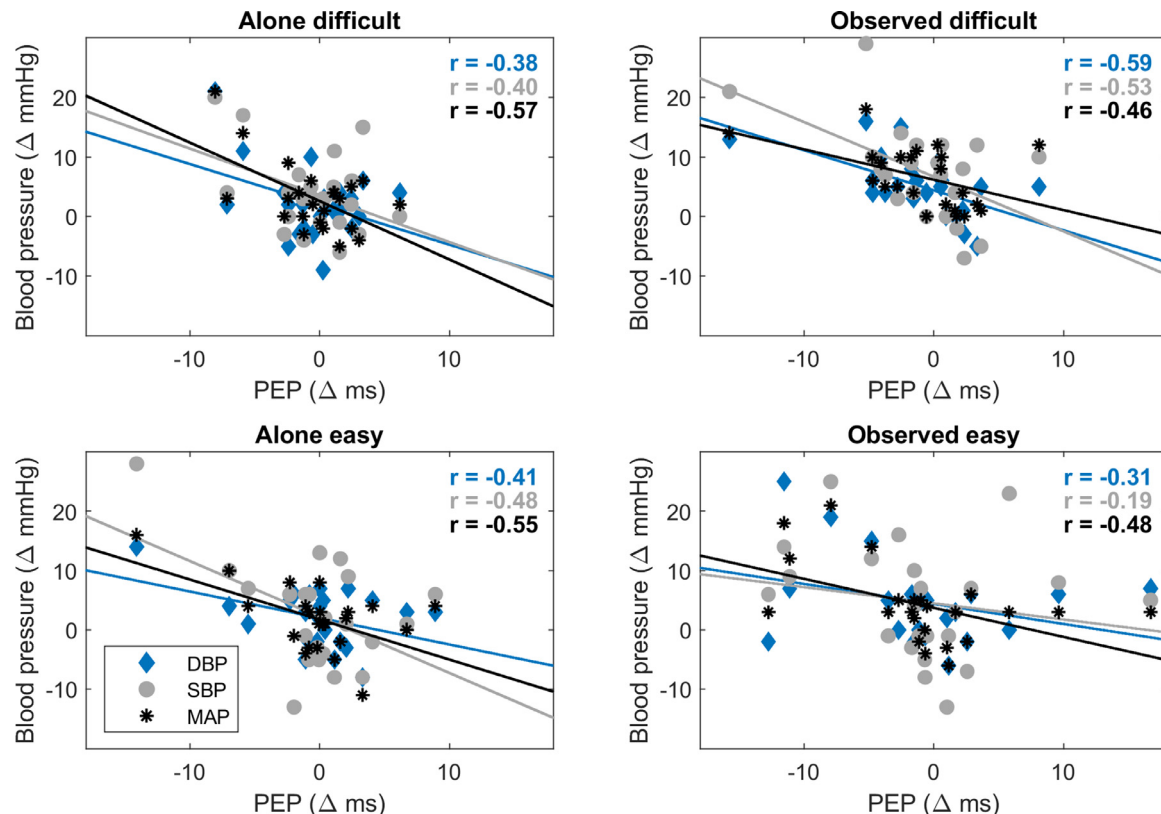 Alone difficult
r = -0.38
r = -0.40
r = -0.57
20
10
0
-10
Blood pressure (Δ mmHg)
-10 0 10
PEP (Δ ms)
Observed difficult
r = -0.59
r = -0.53
r = -0.46
20
10
0
-10
Blood pressure (Δ mmHg)
-10 0 10
PEP (Δ ms)
Alone easy
r = -0.41
r = -0.48
r = -0.55
20
10
0
-10
Blood pressure (Δ mmHg)
DBP
SBP
MAP
-10 0 10
PEP (Δ ms)
Observed easy
r = -0.31
r = -0.19
r = -0.48
20
10
0
-10
Blood pressure (Δ mmHg)
-10 0 10
PEP (Δ ms)